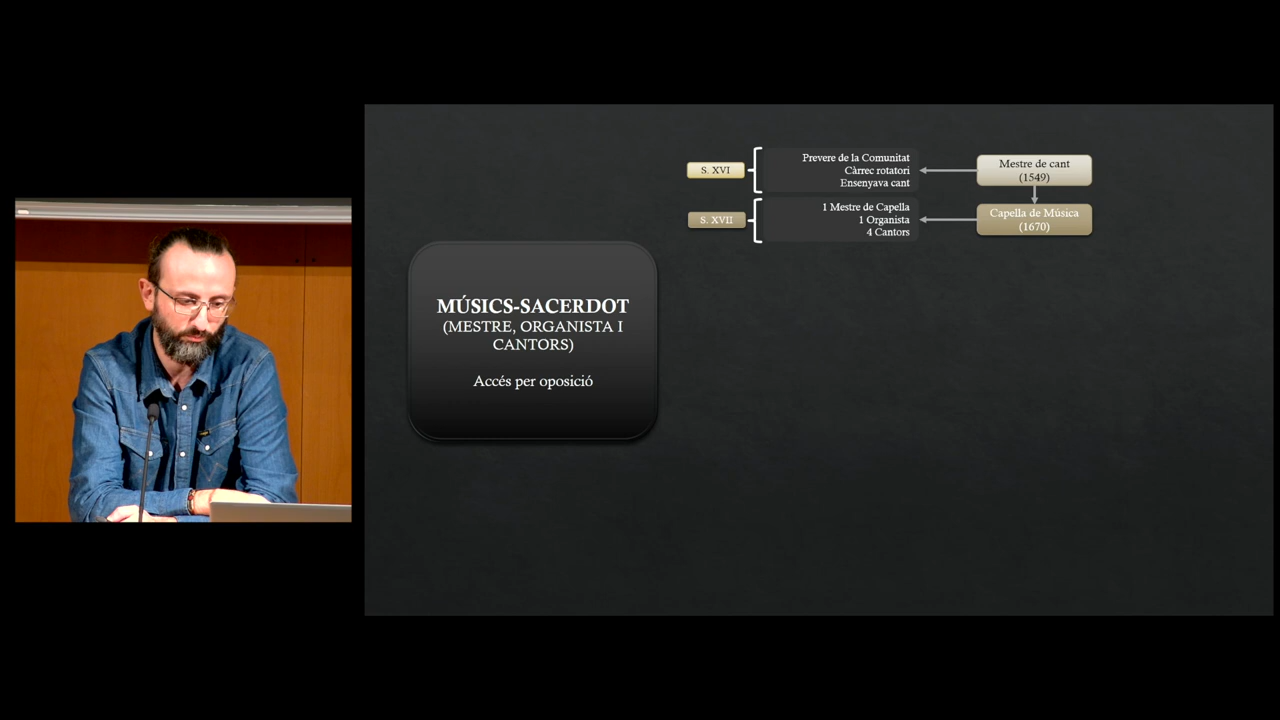 S. XVI
Prevere de la Comunitat
Càrrec rotatori
Ensenyava cant
Mestre de cant
(1549)
S. XVII
1 Mestre de Capella
1 Organista
4 Cantors
Capella de Música
(1670)
MÚSICS-SACERDOT
(MESTRE, ORGANISTA I
CANTORS)
Accés per oposició